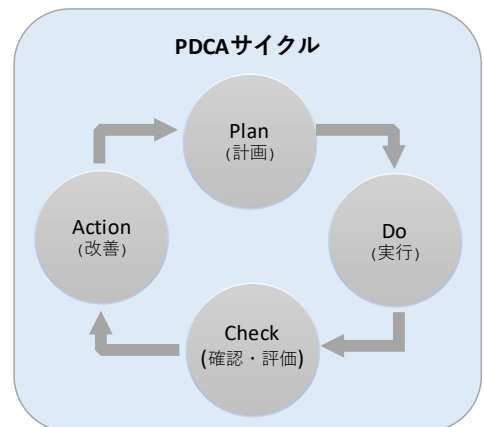 PDCAサイクル
Plan
(計画)
Do
(実行)
Check
(確認・評価)
Action
(改善)